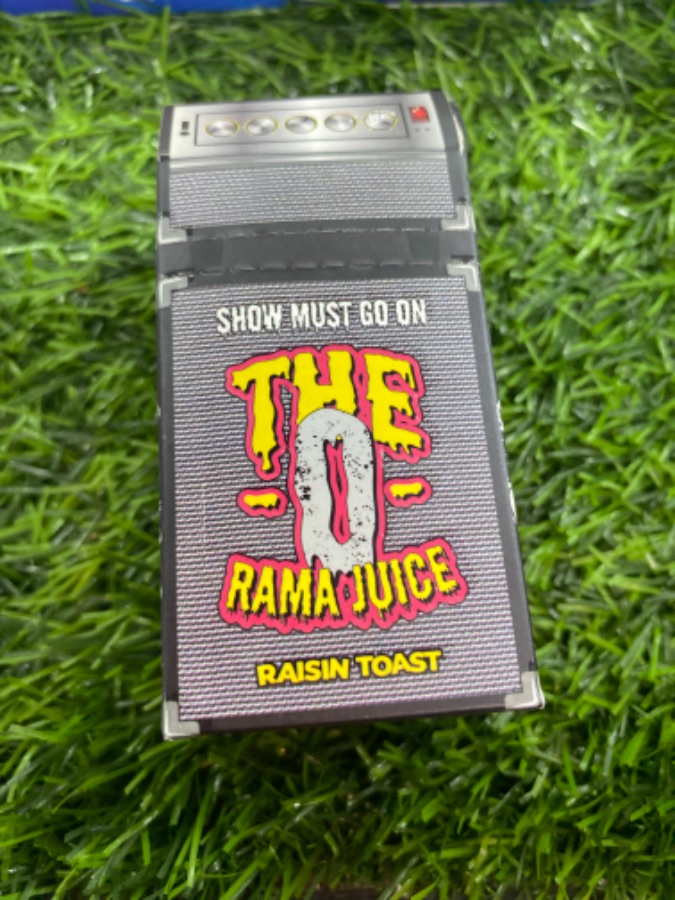 SHOW MUST GO ON
THE
O
RAMA JUICE
RAISIN TOAST